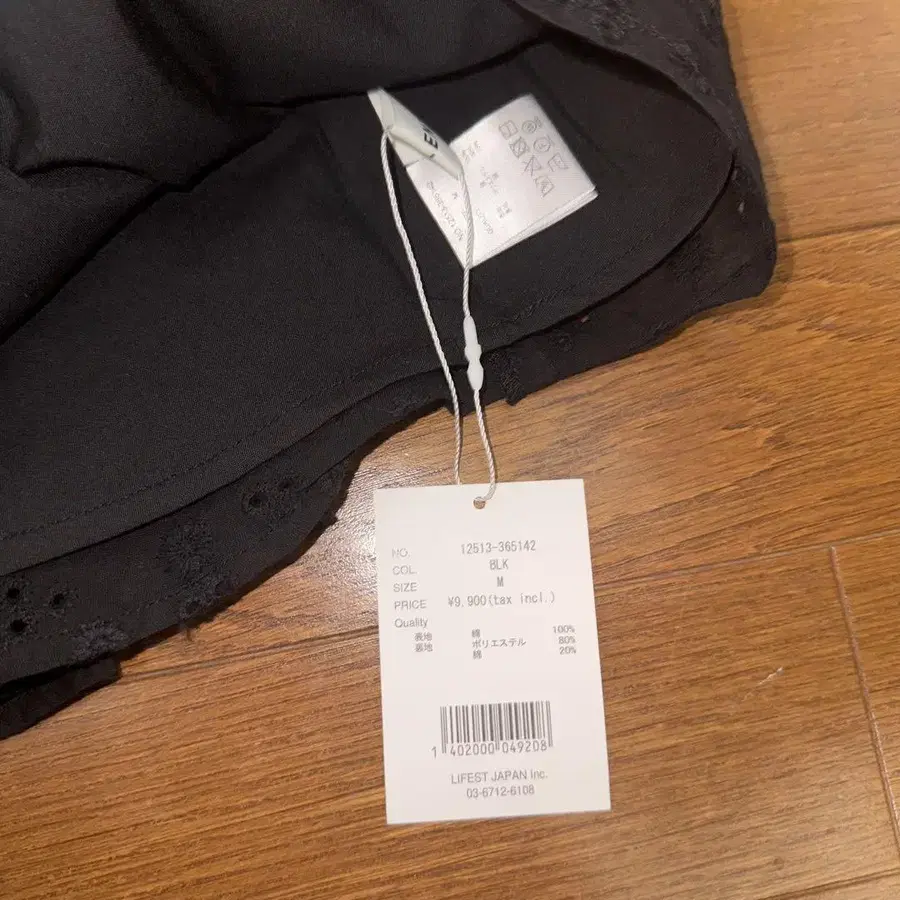 NO. 12513-365142
COL. BLK
SIZE M
PRICE ¥9,900(tax incl.)
Quality
表地 綿 100%
裏地 ポリエステル 80%
綿 20%
1 402000 049208
LIFEST JAPAN Inc.
03-6712-6108